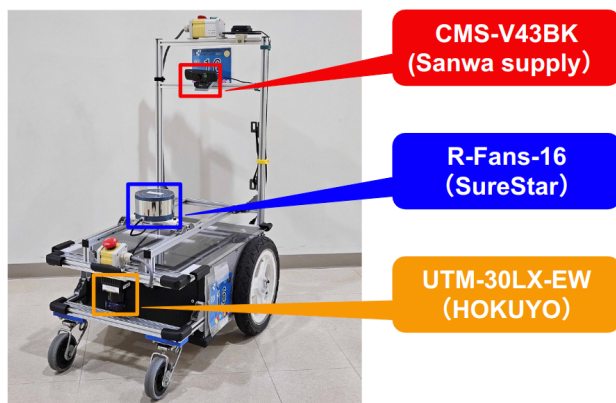 CMS-V43BK
(Sanwa supply）
R-Fans-16
（SureStar）
UTM-30LX-EW
（HOKUYO）